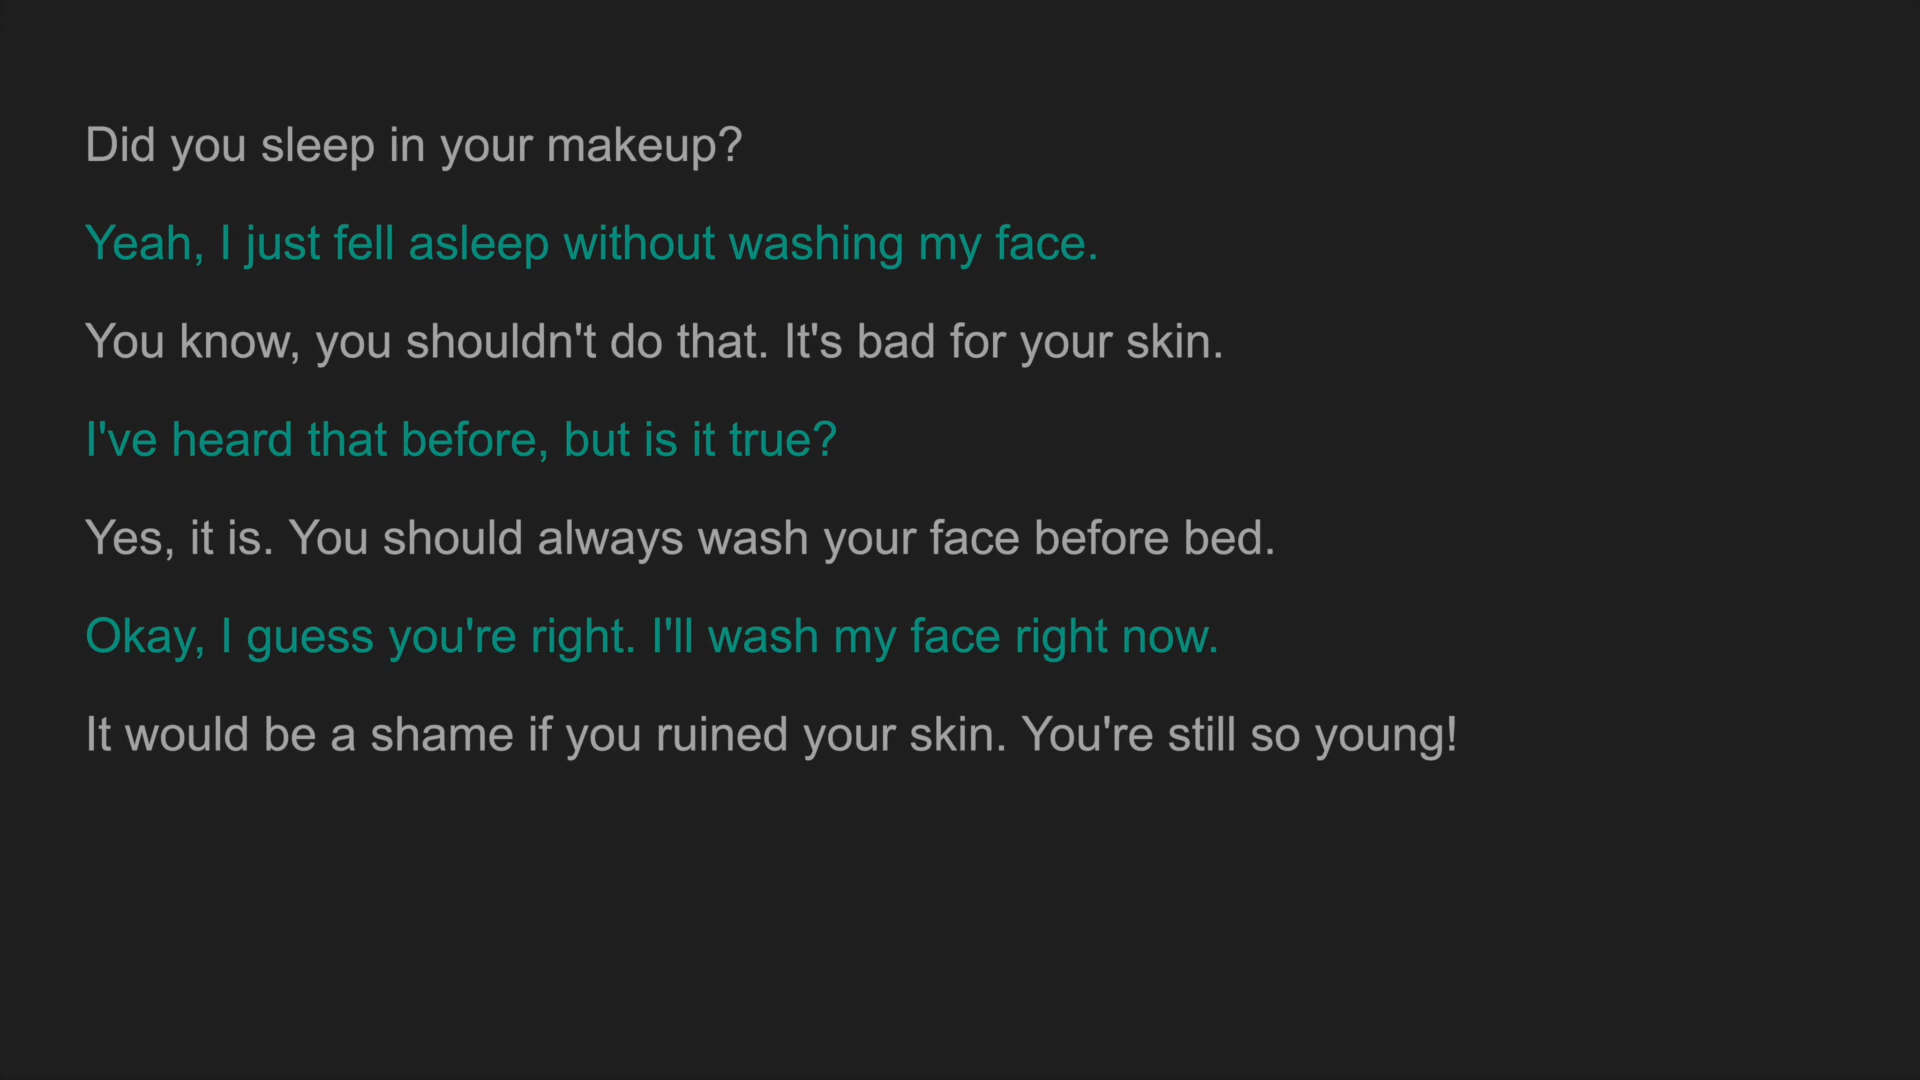 Did you sleep in your makeup?
Yeah, I just fell asleep without washing my face.
You know, you shouldn't do that. It's bad for your skin.
I've heard that before, but is it true?
Yes, it is. You should always wash your face before bed.
Okay, I guess you're right. I'll wash my face right now.
It would be a shame if you ruined your skin. You're still so young!